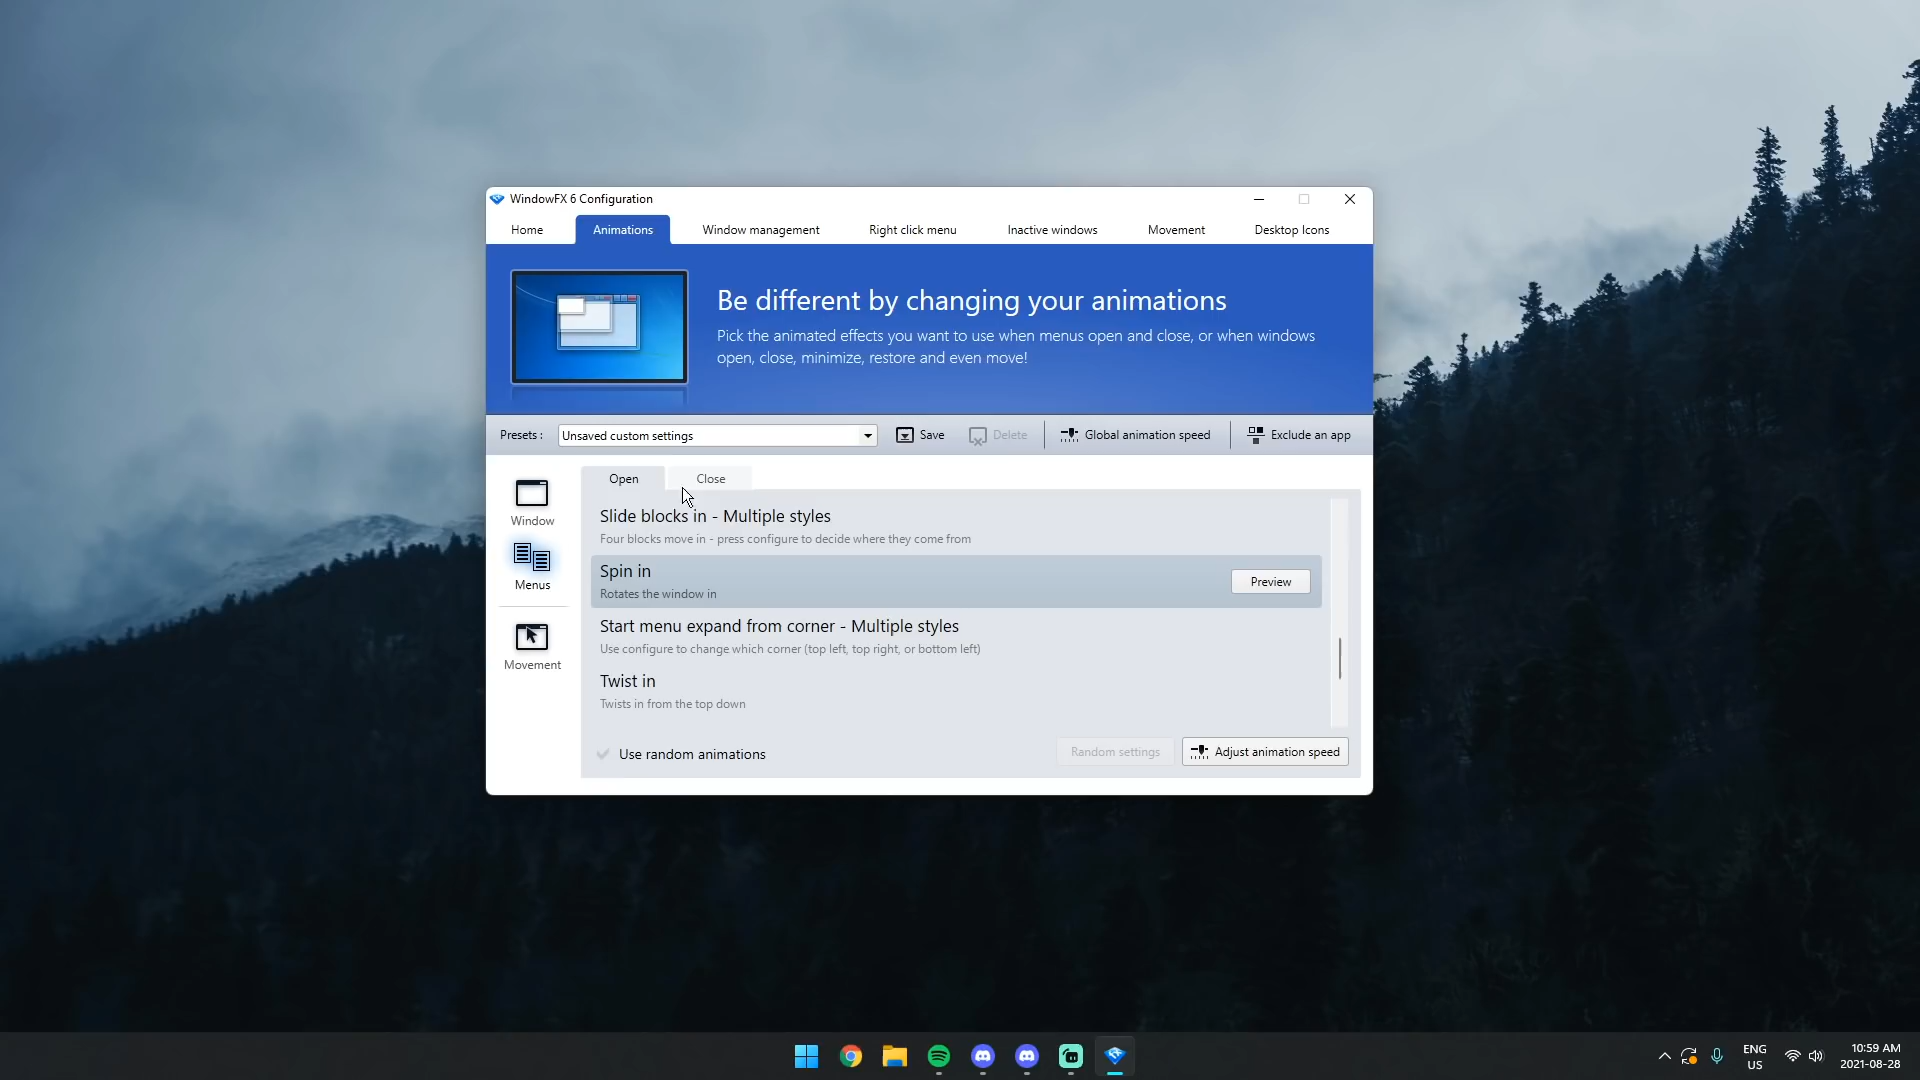 WindowFX 6 Configuration
Home Animations Window management Right click menu Inactive windows Movement Desktop Icons
Be different by changing your animations
Pick the animated effects you want to use when menus open and close, or when windows
open, close, minimize, restore and even move!
Presets : Unsaved custom settings Save Delete Global animation speed Exclude an app
Open Close
Window
Menus
Movement
Slide blocks in - Multiple styles
Four blocks move in - press configure to decide where they come from
Spin in
Rotates the window in
Preview
Start menu expand from corner - Multiple styles
Use configure to change which corner (top left, top right, or bottom left)
Twist in
Twists in from the top down
Use random animations Random settings Adjust animation speed
ENG
US
10:59 AM
2021-08-28